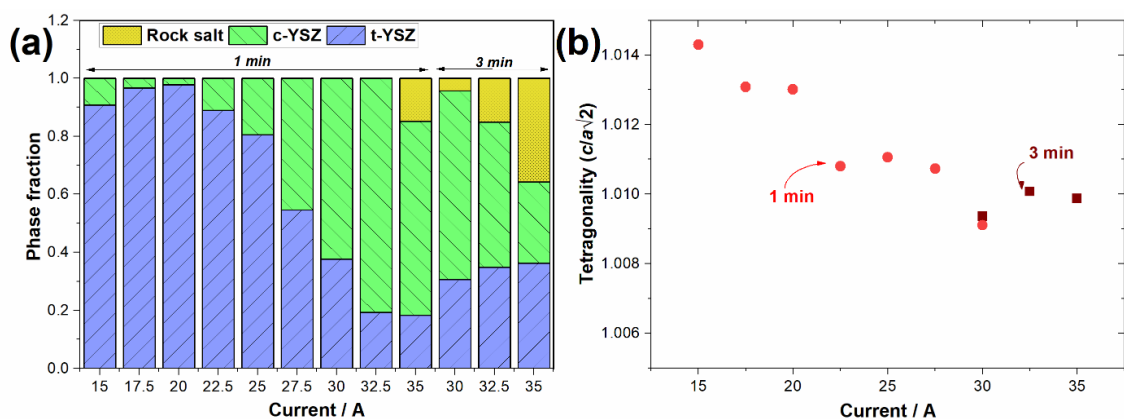 (a)
Rock salt c-YSZ t-YSZ
1 min 3 min
Phase fraction
1.2
1.0
0.8
0.6
0.4
0.2
0.0
15 17.5 20 22.5 25 27.5 30 32.5 35 30 32.5 35
Current / A
(b)
Tetragonality (c/a√2)
1.014
1.012
1.010
1.008
1.006
1 min
3 min
15 20 25 30 35
Current / A